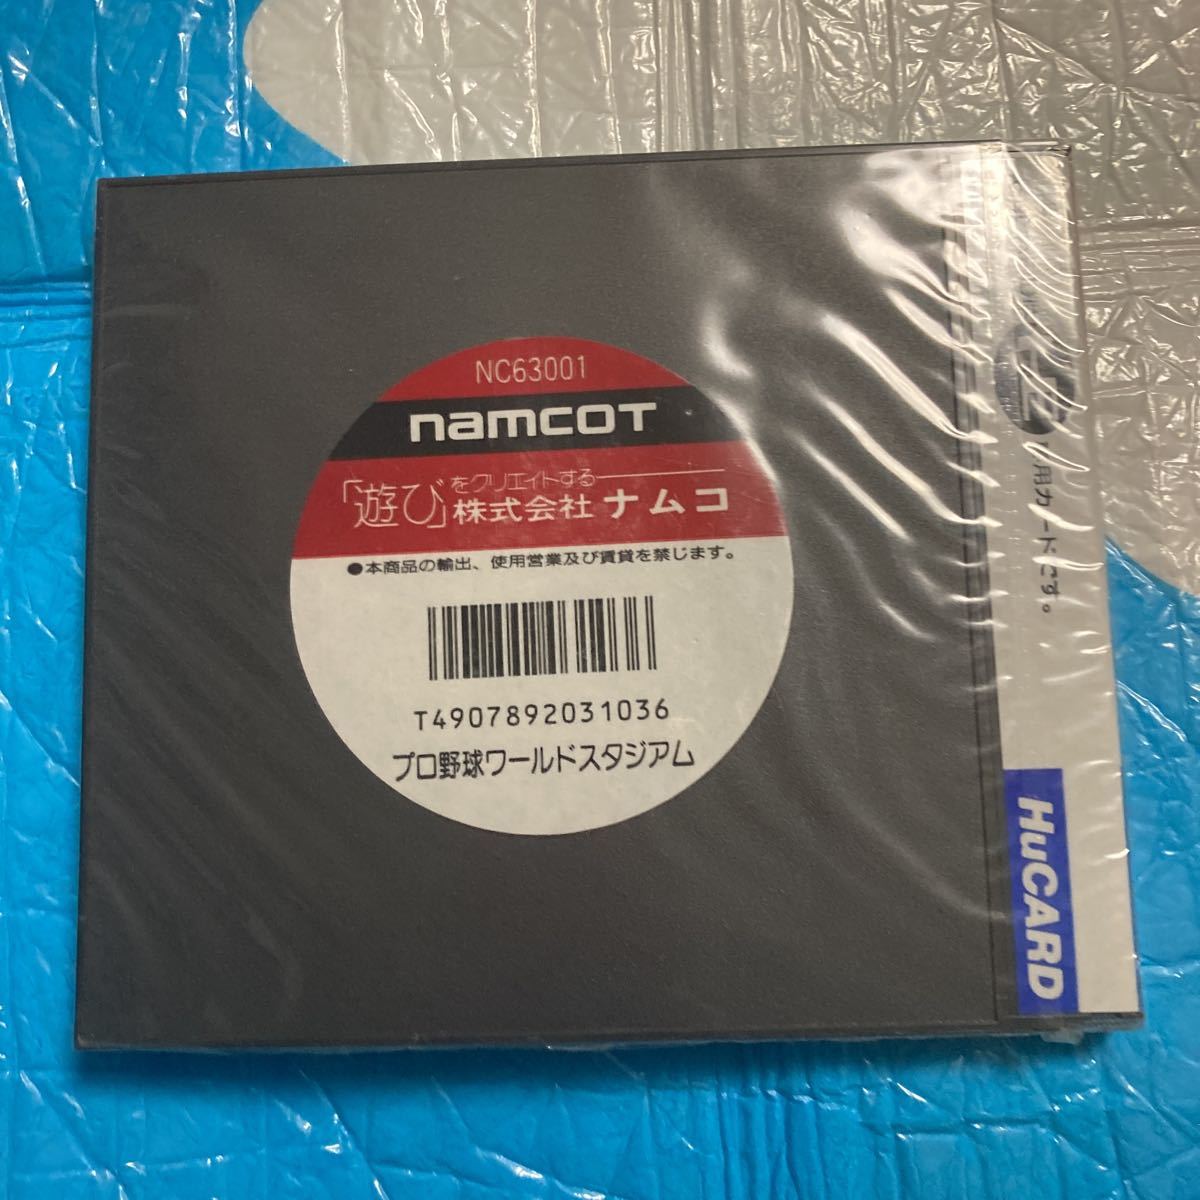 NC63001
namcoT
「遊び」をクリエイトする
株式会社ナムコ
●本商品の輸出、使用営業及び賃貸を禁じます。
T4907892031036
プロ野球ワールドスタジアム
用カードです。
HuCARD